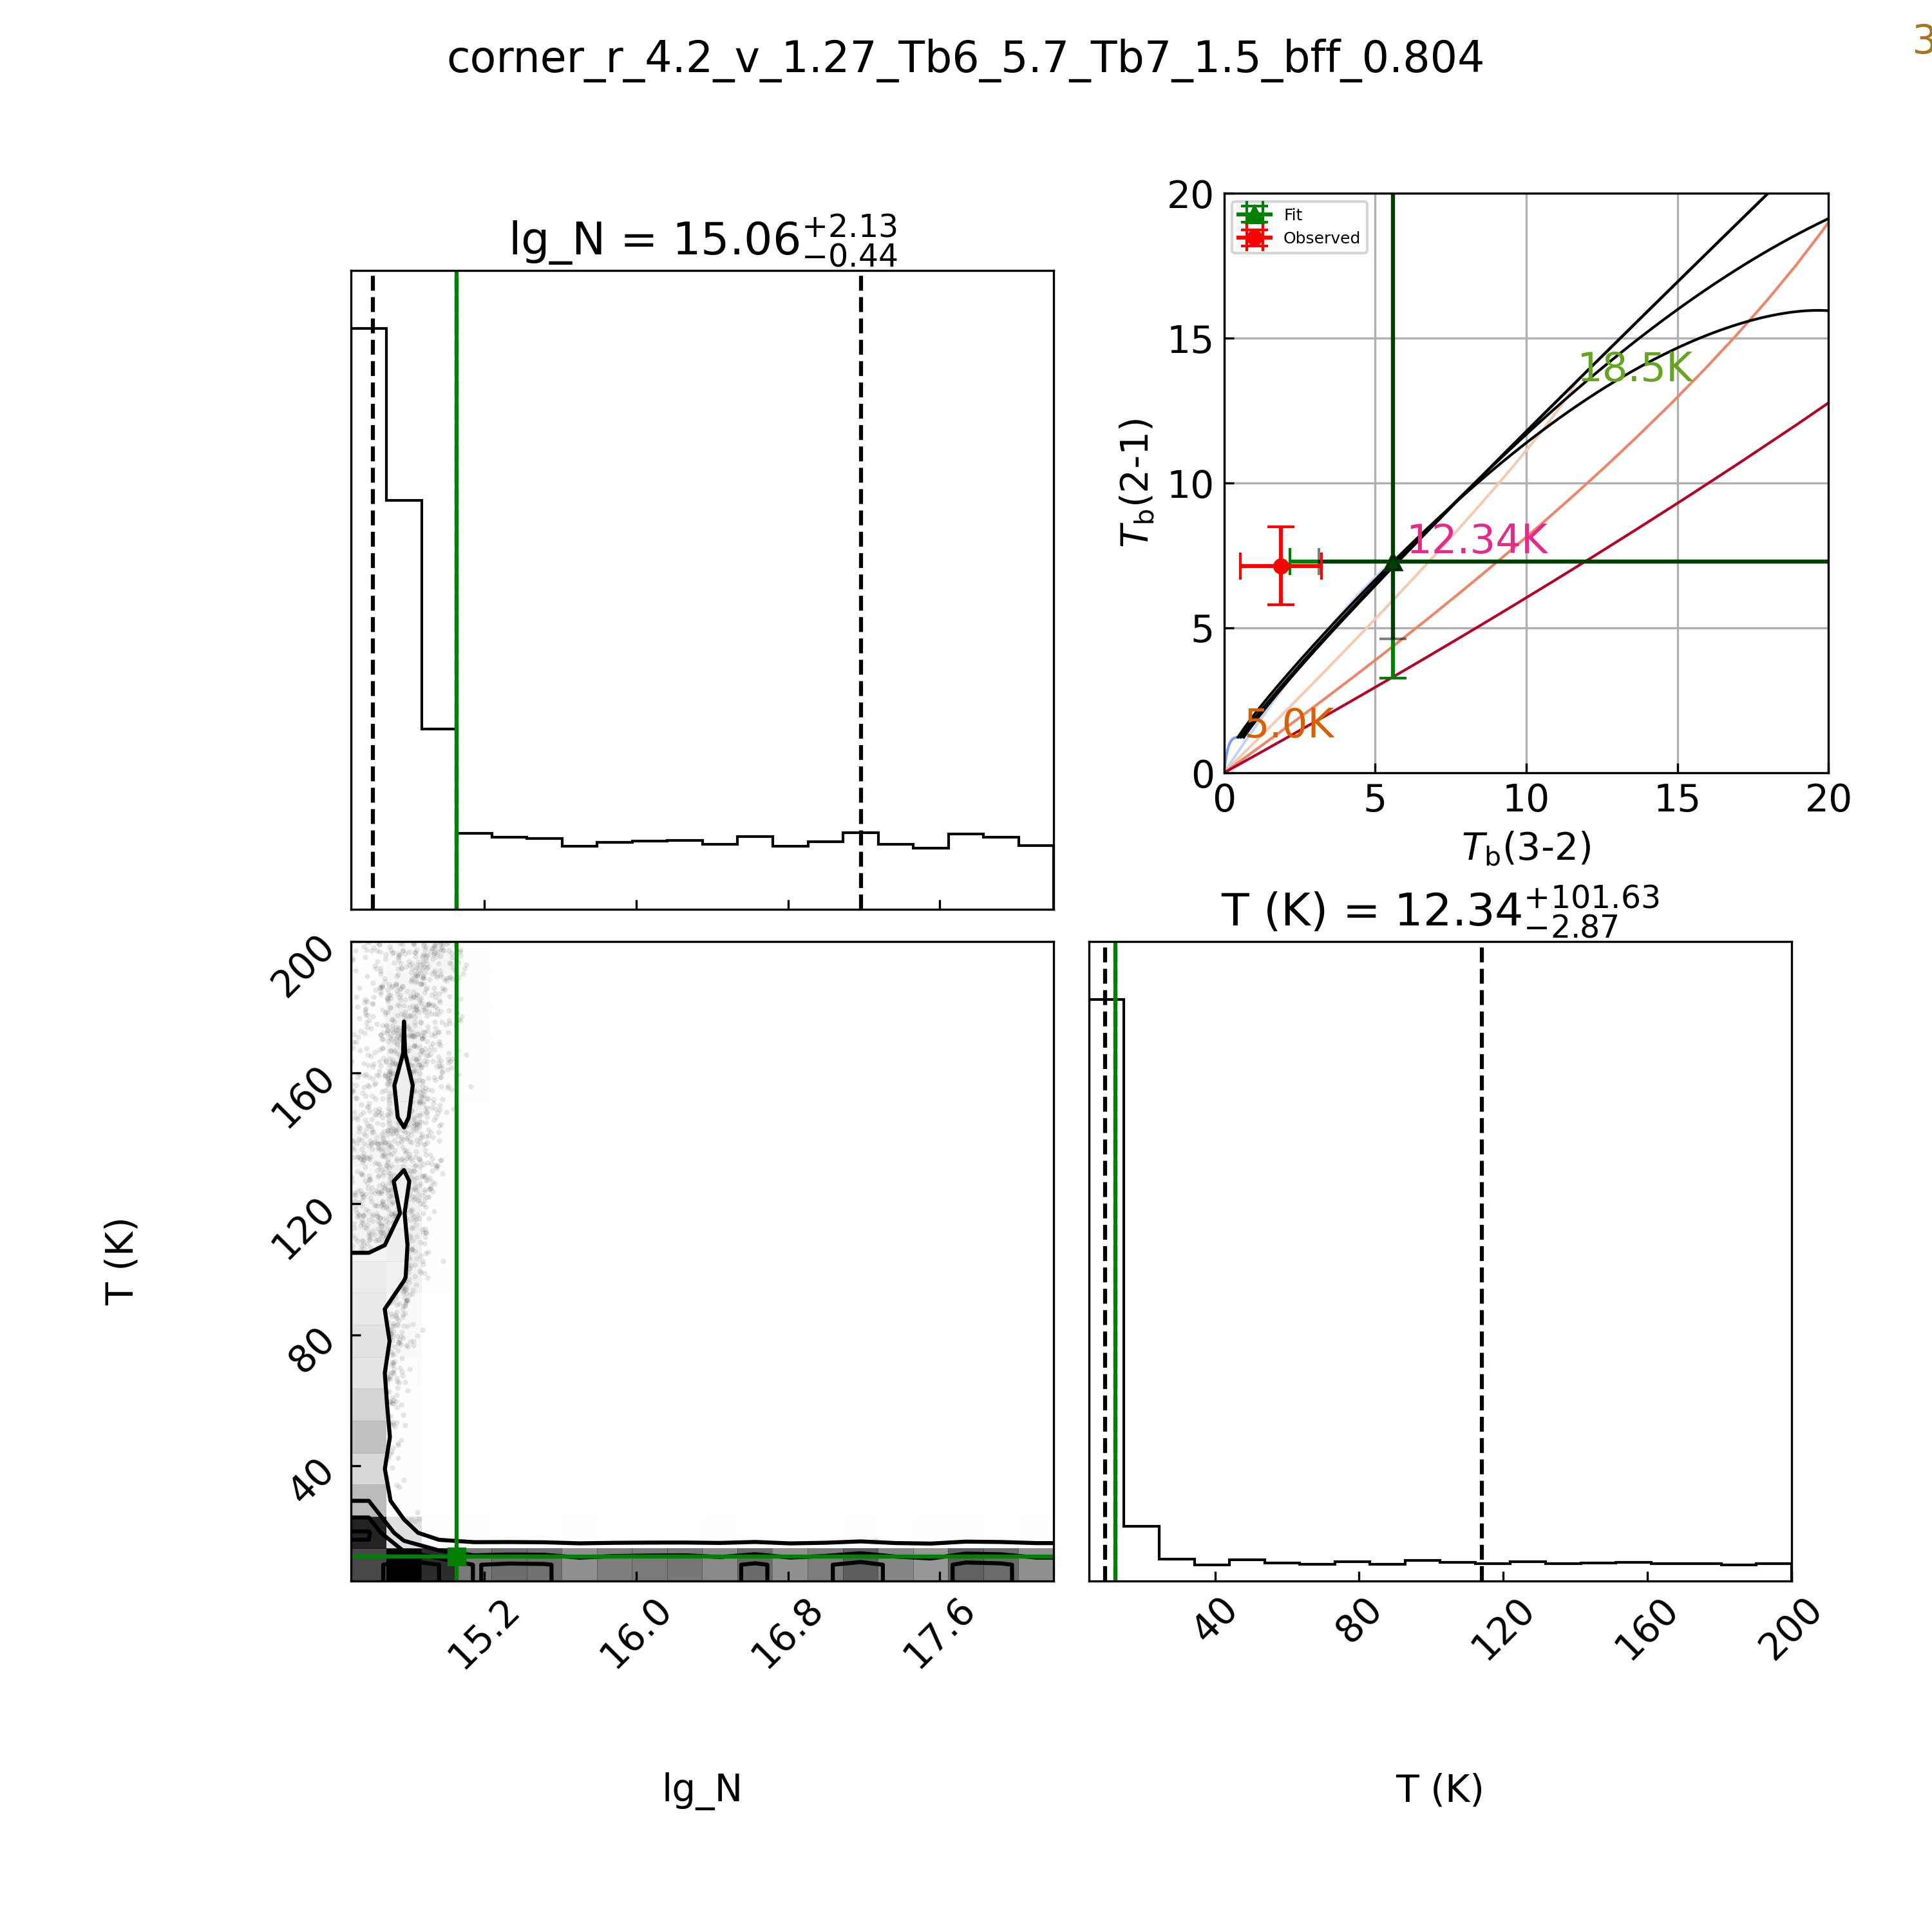 corner_r_4.2_v_1.27_Tb6_5.7_Tb7_1.5_bff_0.804
3
lg_N = 15.06 +2.13 −0.44
20
15
10
5
0
Tb(2-1)
Fit
Observed
18.5K
12.34K
5.0K
0 5 10 15 20
Tb(3-2)
T (K) = 12.34 +101.63 −2.87
200
160
120
80
40
T (K)
15.2 16.0 16.8 17.6
lg_N
40 80 120 160 200
T (K)